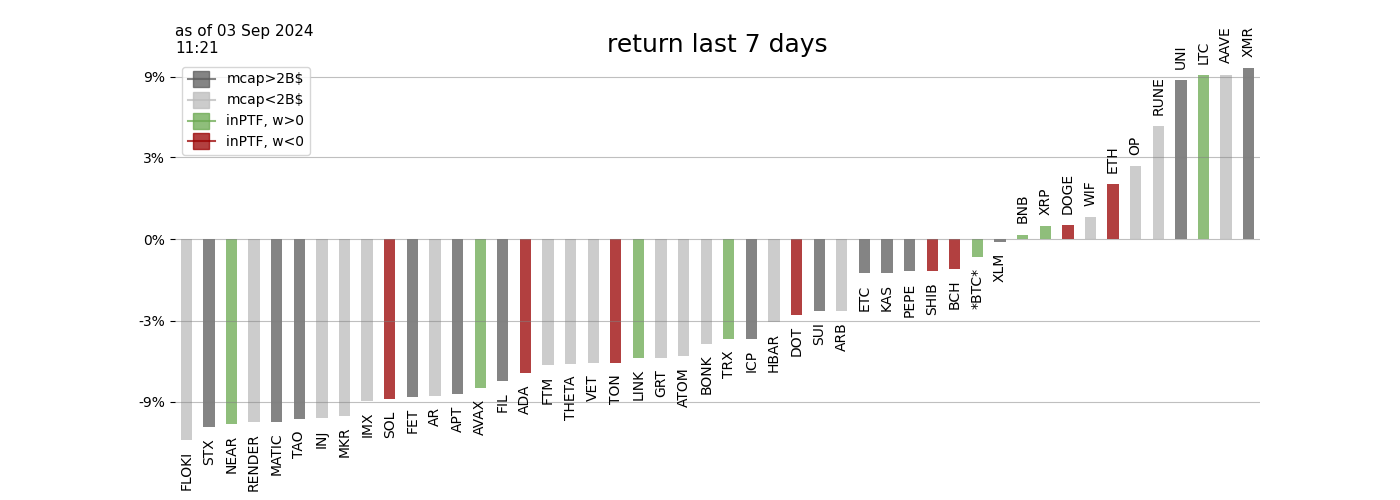 as of 03 Sep 2024
11:21
return last 7 days
mcap>2B$
mcap<2B$
inPTF, w>0
inPTF, w<0
9%
3%
0%
-3%
-9%
FLOKI
STX
NEAR
RENDER
MATIC
TAO
INJ
MKR
IMX
SOL
FET
AR
APT
AVAX
FIL
ADA
FTM
THETA
VET
TON
LINK
GRT
ATOM
BONK
TRX
ICP
HBAR
DOT
SUI
ARB
ETC
KAS
PEPE
SHIB
BCH
*BTC*
XLM
BNB
XRP
DOGE
WIF
ETH
OP
RUNE
UNI
LTC
AAVE
XMR